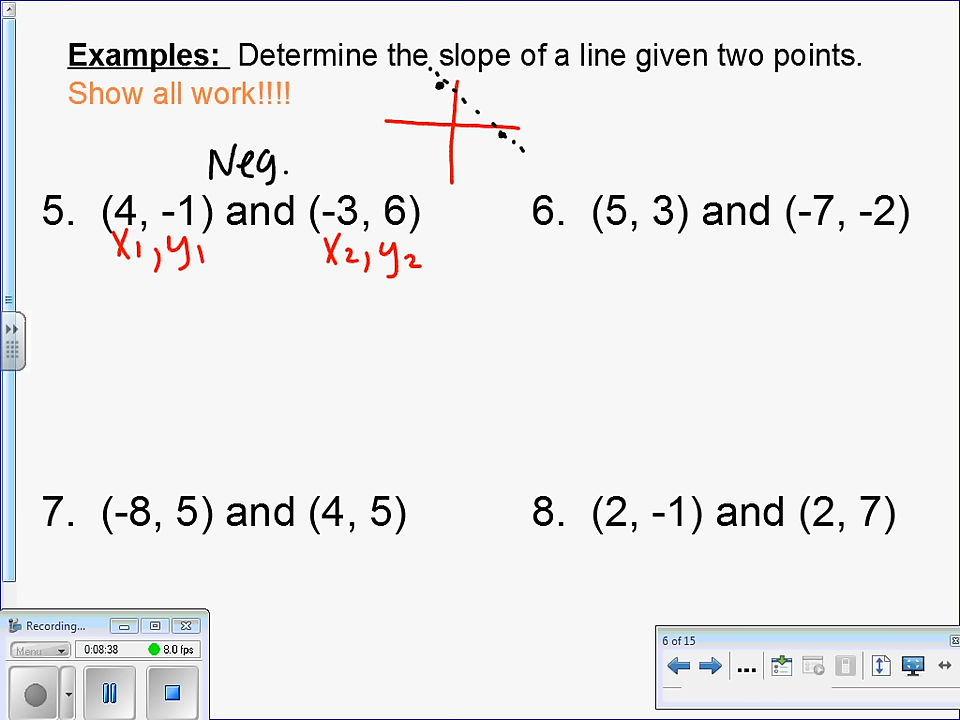 Examples: Determine the slope of a line given two points.
Show all work!!!!
Neg.
5. (4, -1) and (-3, 6)
x1, y1 x2, y2
6. (5, 3) and (-7, -2)
7. (-8, 5) and (4, 5)
8. (2, -1) and (2, 7)
Recording...
Menu 0:08:38 8.0 fps
6 of 15